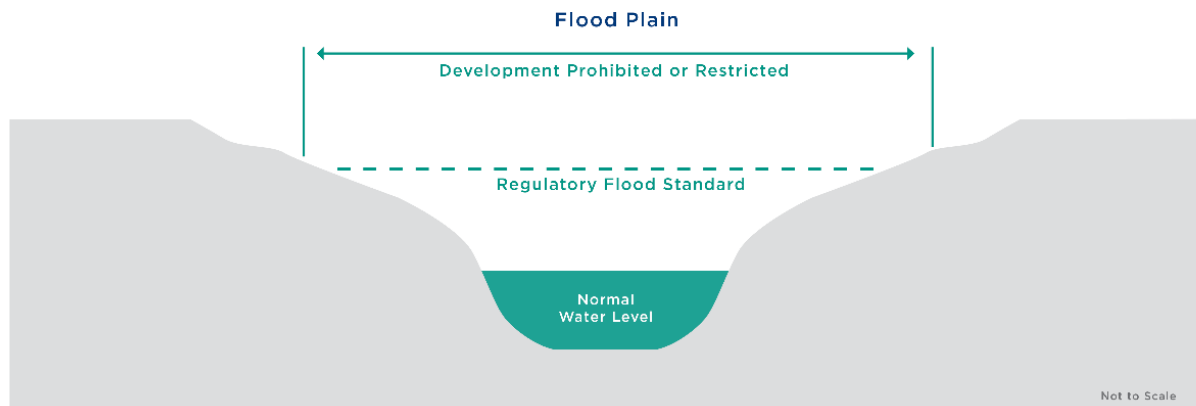 Flood Plain
Development Prohibited or Restricted
Regulatory Flood Standard
Normal
Water Level
Not to Scale